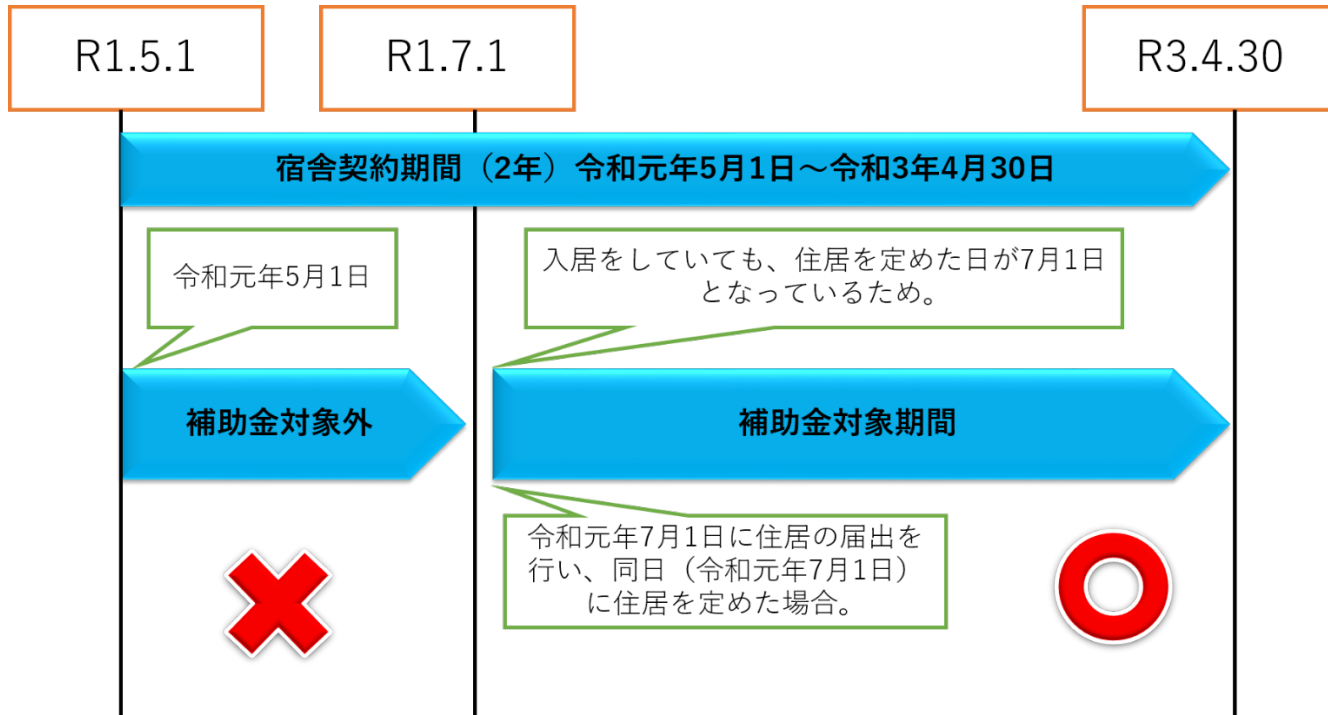 R1.5.1
R1.7.1
R3.4.30
宿舎契約期間（2年）令和元年5月1日～令和3年4月30日
令和元年5月1日
入居をしていても、住居を定めた日が7月1日
となっているため。
補助金対象外
補助金対象期間
令和元年7月1日に住居の届出を
行い、同日（令和元年7月1日）
に住居を定めた場合。